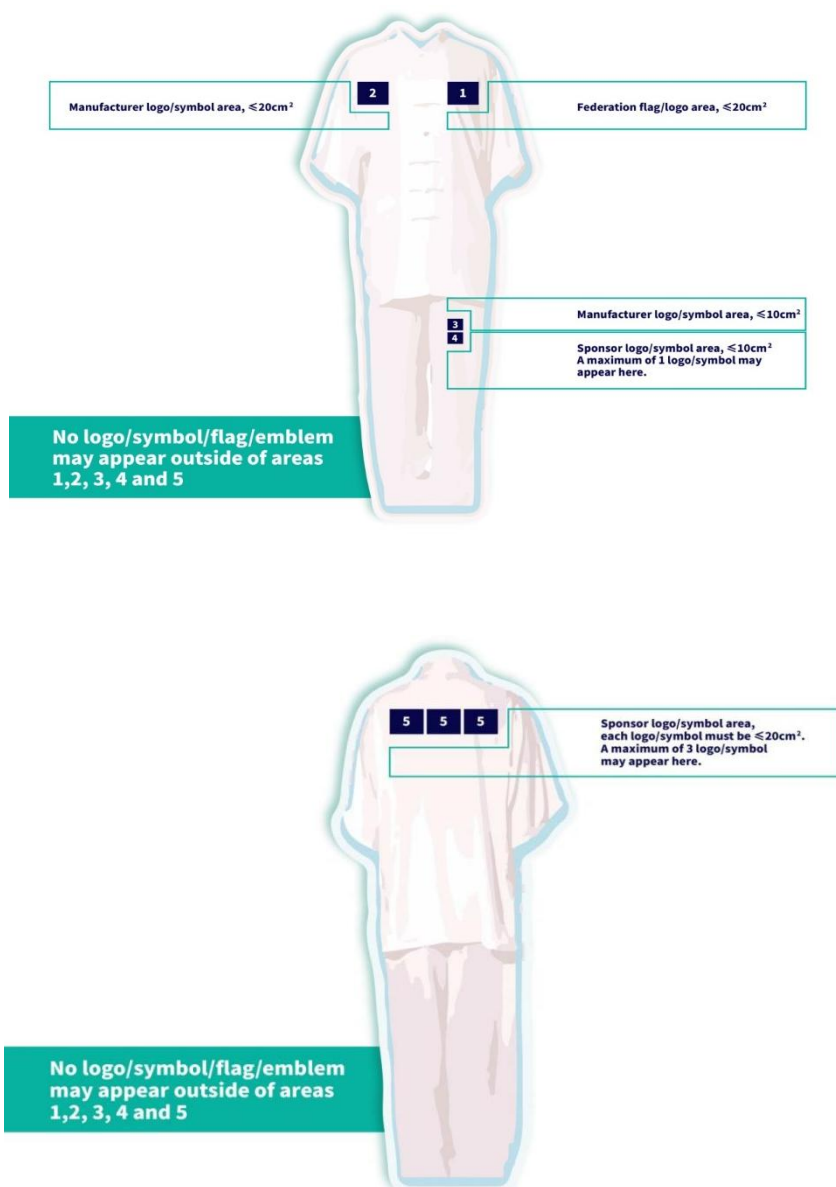 2
1
Manufacturer logo/symbol area, ⩽20cm²
Federation flag/logo area, ⩽20cm²
Manufacturer logo/symbol area, ⩽10cm²
3
4
Sponsor logo/symbol area, ⩽10cm²
A maximum of 1 logo/symbol may
appear here.
No logo/symbol/flag/emblem
may appear outside of areas
1,2, 3, 4 and 5
5 5 5
Sponsor logo/symbol area,
each logo/symbol must be ⩽20cm².
A maximum of 3 logo/symbol
may appear here.
No logo/symbol/flag/emblem
may appear outside of areas
1,2, 3, 4 and 5